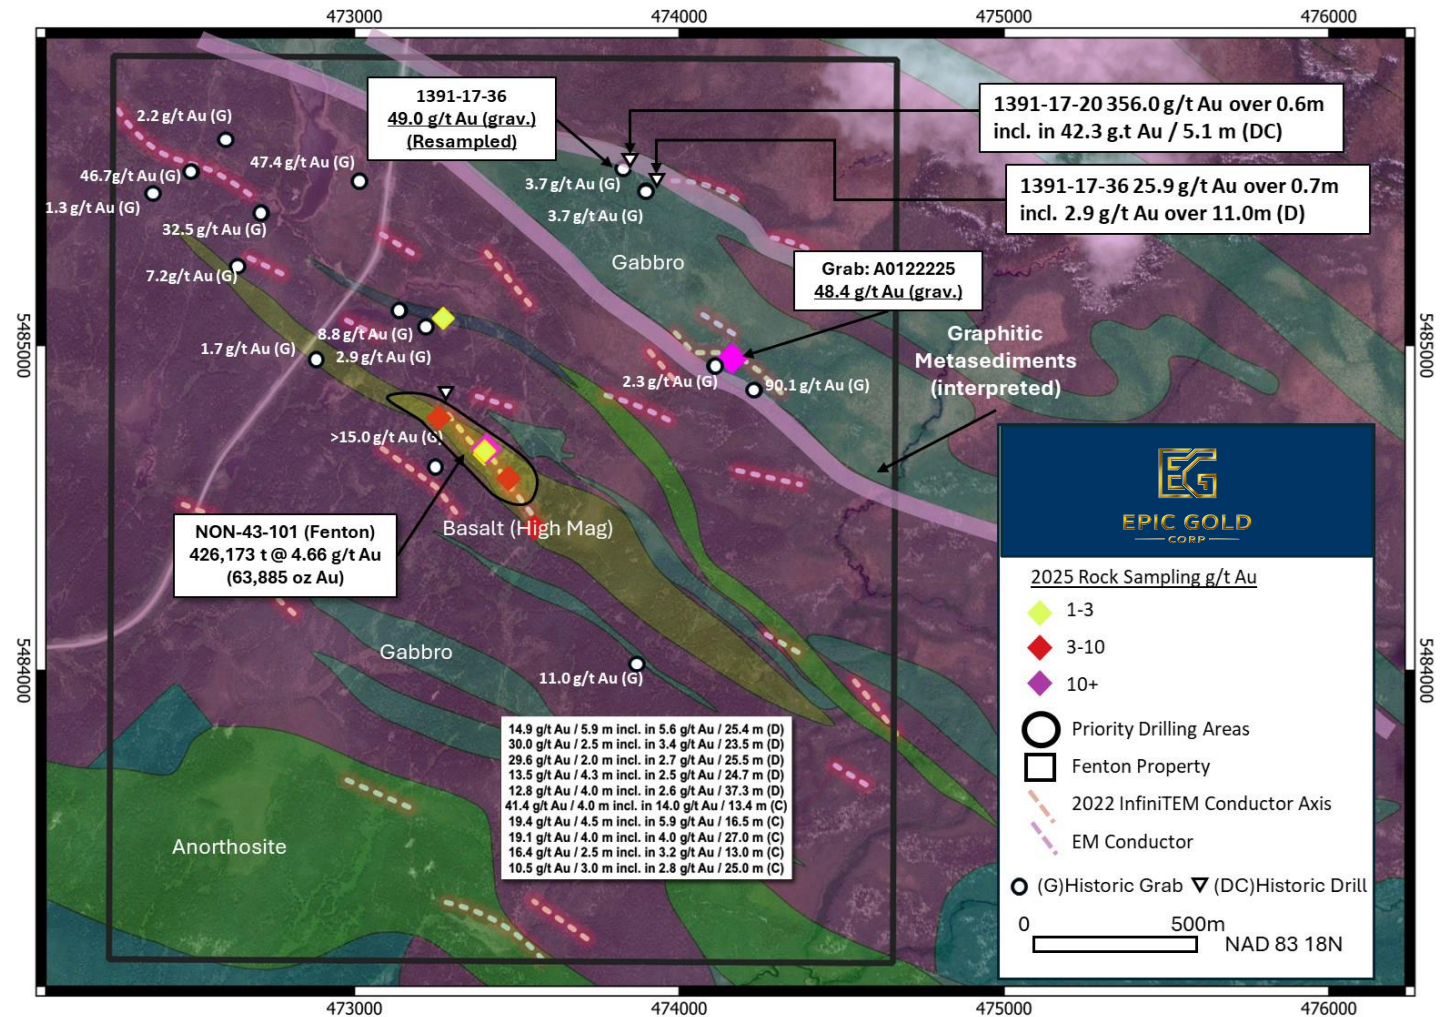 473000
474000
475000
476000
1391-17-36
49.0 g/t Au (grav.)
(Resampled)
1391-17-20 356.0 g/t Au over 0.6m
incl. in 42.3 g.t Au / 5.1 m (DC)
1391-17-36 25.9 g/t Au over 0.7m
incl. 2.9 g/t Au over 11.0m (D)
2.2 g/t Au (G)
47.4 g/t Au (G)
46.7g/t Au (G)
1.3 g/t Au (G)
32.5 g/t Au (G)
7.2g/t Au (G)
3.7 g/t Au (G)
3.7 g/t Au (G)
Gabbro
Grab: A0122225
48.4 g/t Au (grav.)
8.8 g/t Au (G)
2.9 g/t Au (G)
1.7 g/t Au (G)
2.3 g/t Au (G)
90.1 g/t Au (G)
Graphitic
Metasediments
(interpreted)
5485000
5485000
>15.0 g/t Au (G)
Basalt (High Mag)
NON-43-101 (Fenton)
426,173 t @ 4.66 g/t Au
(63,885 oz Au)
Gabbro
11.0 g/t Au (G)
5484000
5484000
14.9 g/t Au / 5.9 m incl. in 5.6 g/t Au / 25.4 m (D)
30.0 g/t Au / 2.5 m incl. in 3.4 g/t Au / 23.5 m (D)
29.6 g/t Au / 2.0 m incl. in 2.7 g/t Au / 25.5 m (D)
13.5 g/t Au / 4.3 m incl. in 2.5 g/t Au / 24.7 m (D)
12.8 g/t Au / 4.0 m incl. in 2.6 g/t Au / 37.3 m (D)
41.4 g/t Au / 4.0 m incl. in 14.0 g/t Au / 13.4 m (C)
19.4 g/t Au / 4.5 m incl. in 5.9 g/t Au / 16.5 m (C)
19.1 g/t Au / 4.0 m incl. in 4.0 g/t Au / 27.0 m (C)
16.4 g/t Au / 2.5 m incl. in 3.2 g/t Au / 13.0 m (C)
10.5 g/t Au / 3.0 m incl. in 2.8 g/t Au / 25.0 m (C)
Anorthosite
EG
EPIC GOLD
CORP
2025 Rock Sampling g/t Au
1-3
3-10
10+
Priority Drilling Areas
Fenton Property
2022 InfiniTEM Conductor Axis
EM Conductor
(G)Historic Grab
(DC)Historic Drill
0 500m
NAD 83 18N
473000
474000
475000
476000